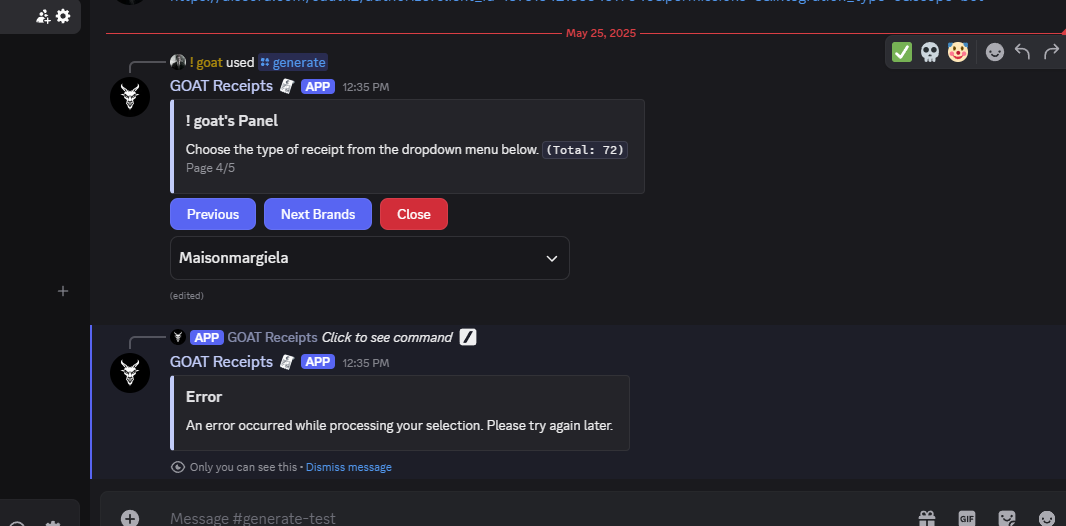 May 25, 2025
! goat used generate
GOAT Receipts APP 12:35 PM
! goat's Panel
Choose the type of receipt from the dropdown menu below. (Total: 72)
Page 4/5
Previous Next Brands Close
Maisonmargiela
(edited)
APP GOAT Receipts Click to see command
GOAT Receipts APP 12:35 PM
Error
An error occurred while processing your selection. Please try again later.
Only you can see this • Dismiss message
Message #generate-test
GIF